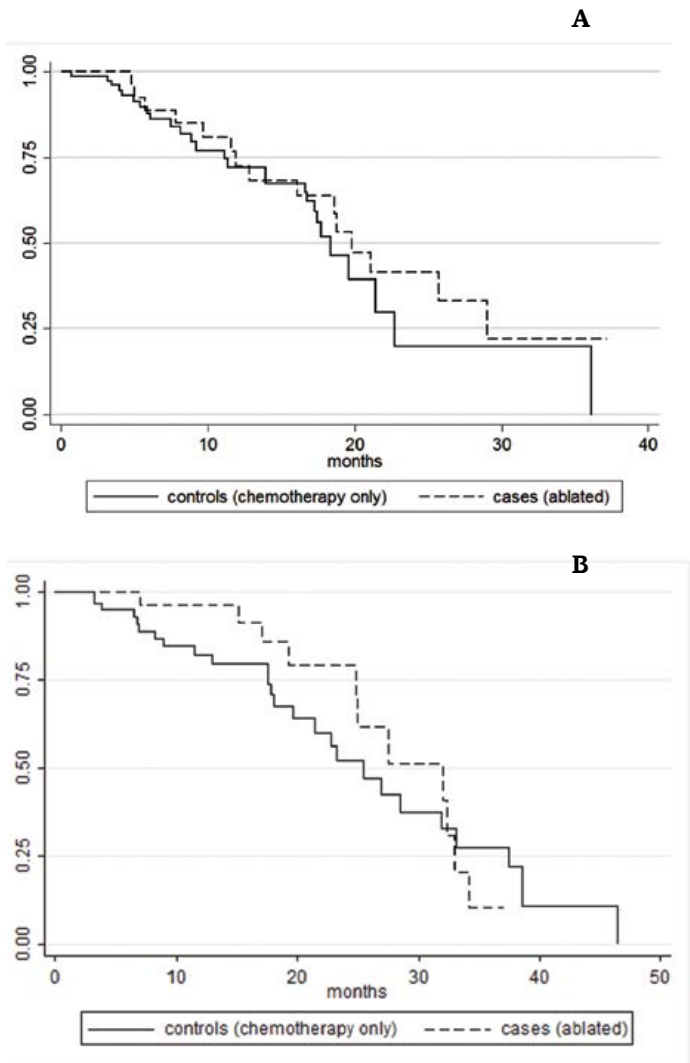 A
1.00
0.75
0.50
0.25
0.00
0 10 20 30 40
months
controls (chemotherapy only) cases (ablated)
B
1.00
0.75
0.50
0.25
0.00
0 10 20 30 40 50
months
controls (chemotherapy only) cases (ablated)